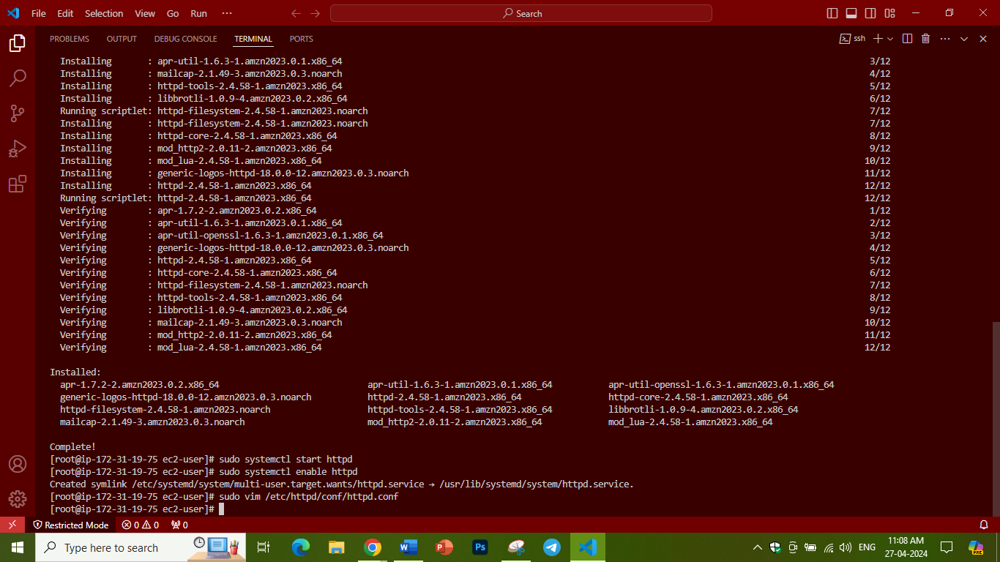 File Edit Selection View Go Run ··· Search
PROBLEMS OUTPUT DEBUG CONSOLE TERMINAL PORTS ssh
Installing : apr-util-1.6.3-1.amzn2023.0.1.x86_64 3/12
Installing : mailcap-2.1.49-3.amzn2023.0.3.noarch 4/12
Installing : httpd-tools-2.4.58-1.amzn2023.x86_64 5/12
Installing : libbrotli-1.0.9-4.amzn2023.0.2.x86_64 6/12
Running scriptlet: httpd-filesystem-2.4.58-1.amzn2023.noarch 7/12
Installing : httpd-filesystem-2.4.58-1.amzn2023.noarch 7/12
Installing : httpd-core-2.4.58-1.amzn2023.x86_64 8/12
Installing : mod_http2-2.0.11-2.amzn2023.x86_64 9/12
Installing : mod_lua-2.4.58-1.amzn2023.x86_64 10/12
Installing : generic-logos-httpd-18.0.0-12.amzn2023.0.3.noarch 11/12
Installing : httpd-2.4.58-1.amzn2023.x86_64 12/12
Running scriptlet: httpd-2.4.58-1.amzn2023.x86_64 12/12
Verifying : apr-1.7.2-2.amzn2023.0.2.x86_64 1/12
Verifying : apr-util-1.6.3-1.amzn2023.0.1.x86_64 2/12
Verifying : apr-util-openssl-1.6.3-1.amzn2023.0.1.x86_64 3/12
Verifying : generic-logos-httpd-18.0.0-12.amzn2023.0.3.noarch 4/12
Verifying : httpd-2.4.58-1.amzn2023.x86_64 5/12
Verifying : httpd-core-2.4.58-1.amzn2023.x86_64 6/12
Verifying : httpd-filesystem-2.4.58-1.amzn2023.noarch 7/12
Verifying : httpd-tools-2.4.58-1.amzn2023.x86_64 8/12
Verifying : libbrotli-1.0.9-4.amzn2023.0.2.x86_64 9/12
Verifying : mailcap-2.1.49-3.amzn2023.0.3.noarch 10/12
Verifying : mod_http2-2.0.11-2.amzn2023.x86_64 11/12
Verifying : mod_lua-2.4.58-1.amzn2023.x86_64 12/12
Installed:
apr-1.7.2-2.amzn2023.0.2.x86_64 apr-util-1.6.3-1.amzn2023.0.1.x86_64 apr-util-openssl-1.6.3-1.amzn2023.0.1.x86_64
generic-logos-httpd-18.0.0-12.amzn2023.0.3.noarch httpd-2.4.58-1.amzn2023.x86_64 httpd-core-2.4.58-1.amzn2023.x86_64
httpd-filesystem-2.4.58-1.amzn2023.noarch httpd-tools-2.4.58-1.amzn2023.x86_64 libbrotli-1.0.9-4.amzn2023.0.2.x86_64
mailcap-2.1.49-3.amzn2023.0.3.noarch mod_http2-2.0.11-2.amzn2023.x86_64 mod_lua-2.4.58-1.amzn2023.x86_64
Complete!
[root@ip-172-31-19-75 ec2-user]# sudo systemctl start httpd
[root@ip-172-31-19-75 ec2-user]# sudo systemctl enable httpd
Created symlink /etc/systemd/system/multi-user.target.wants/httpd.service → /usr/lib/systemd/system/httpd.service.
[root@ip-172-31-19-75 ec2-user]# sudo vim /etc/httpd/conf/httpd.conf
[root@ip-172-31-19-75 ec2-user]#
Restricted Mode 0 0 0
Type here to search W P Ps ENG 11:08 AM PRE
27-04-2024